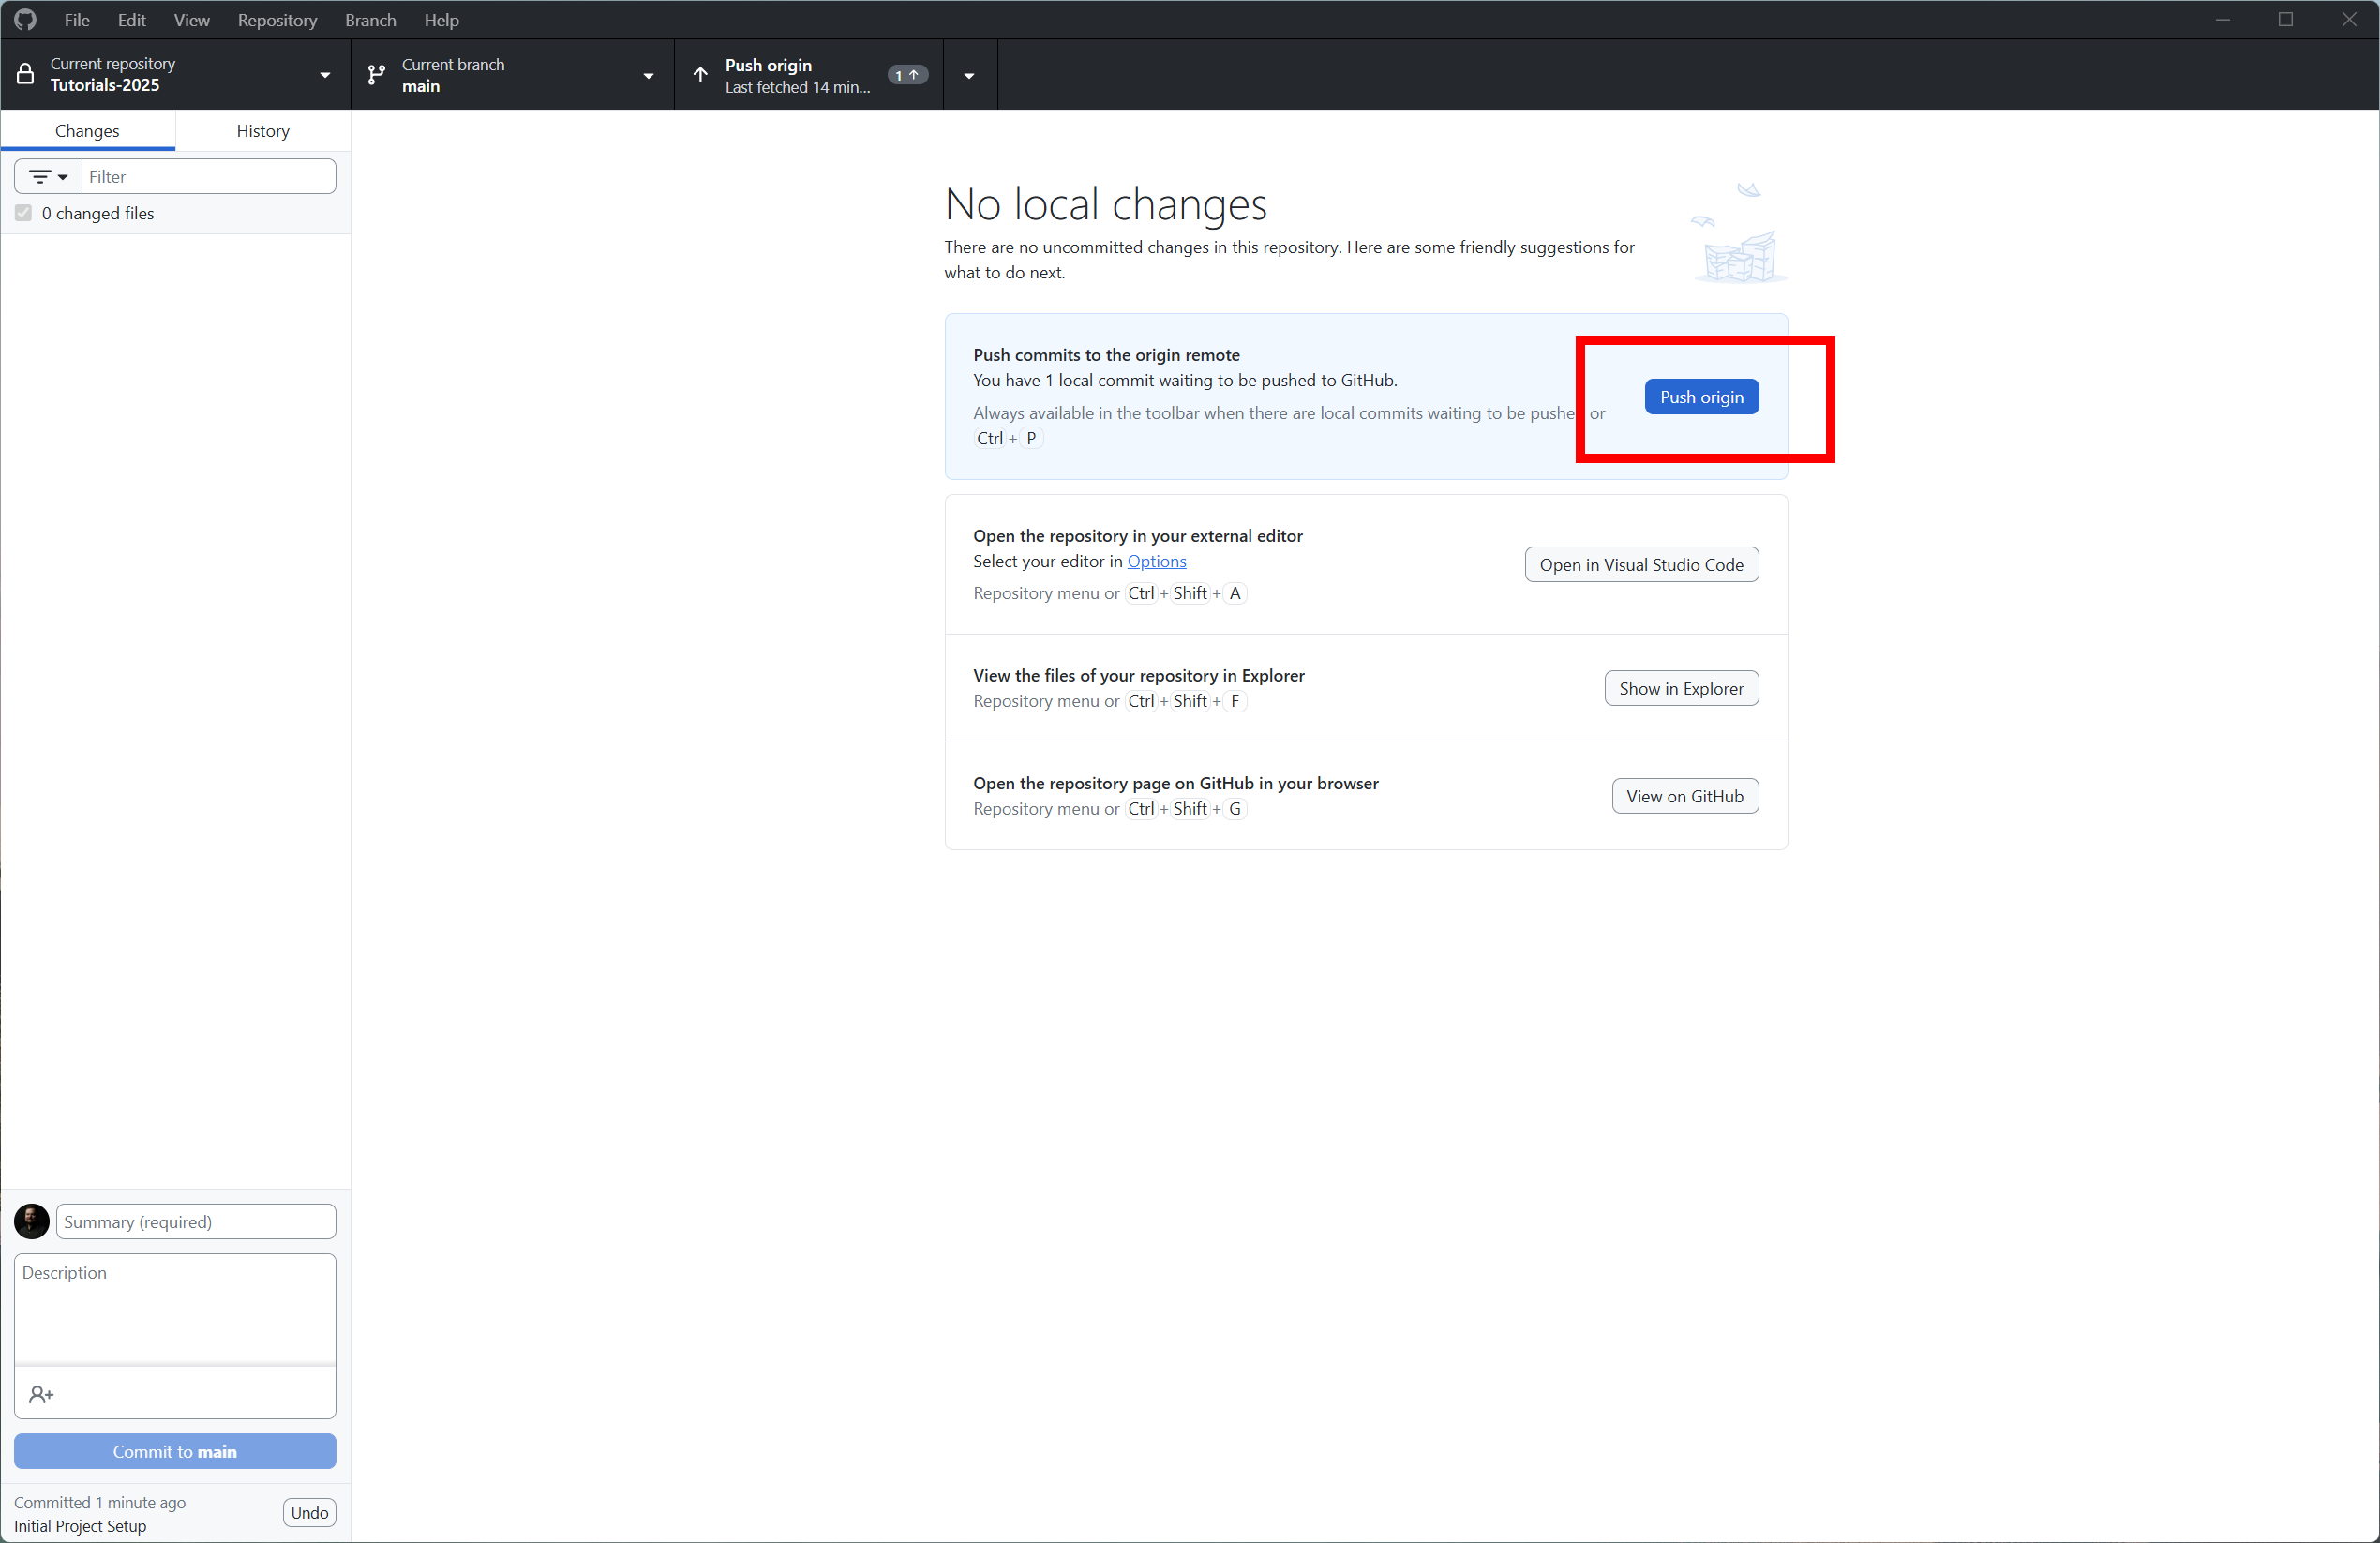 File Edit View Repository Branch Help
Current repository
Tutorials-2025
Current branch
main
Push origin
Last fetched 14 min...
1
Changes
History
Filter
0 changed files
No local changes
There are no uncommitted changes in this repository. Here are some friendly suggestions for
what to do next.
Push commits to the origin remote
You have 1 local commit waiting to be pushed to GitHub.
Always available in the toolbar when there are local commits waiting to be pushe or
Ctrl + P
Push origin
Open the repository in your external editor
Select your editor in Options
Repository menu or Ctrl + Shift + A
Open in Visual Studio Code
View the files of your repository in Explorer
Repository menu or Ctrl + Shift + F
Show in Explorer
Open the repository page on GitHub in your browser
Repository menu or Ctrl + Shift + G
View on GitHub
Summary (required)
Description
Commit to main
Committed 1 minute ago
Initial Project Setup
Undo